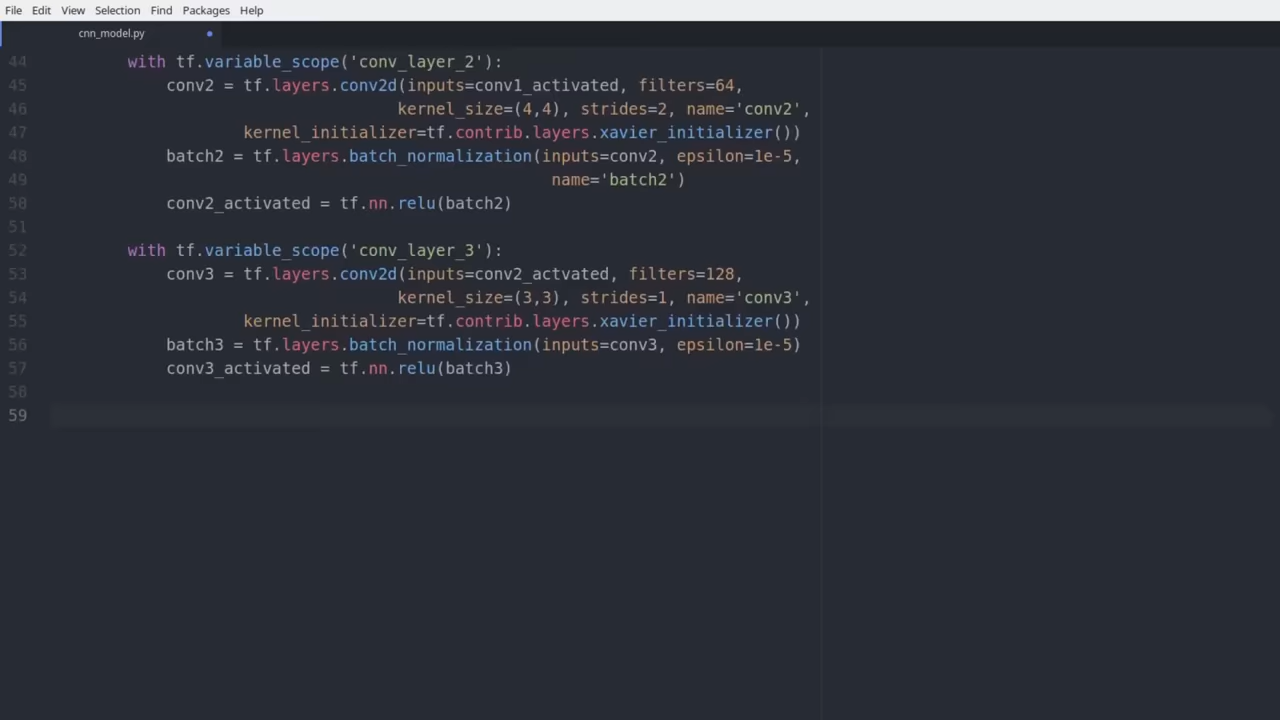 File Edit View Selection Find Packages Help
cnn_model.py
44 with tf.variable_scope('conv_layer_2'):
45 conv2 = tf.layers.conv2d(inputs=conv1_activated, filters=64,
46 kernel_size=(4,4), strides=2, name='conv2',
47 kernel_initializer=tf.contrib.layers.xavier_initializer())
48 batch2 = tf.layers.batch_normalization(inputs=conv2, epsilon=1e-5,
49 name='batch2')
50 conv2_activated = tf.nn.relu(batch2)
51
52 with tf.variable_scope('conv_layer_3'):
53 conv3 = tf.layers.conv2d(inputs=conv2_actvated, filters=128,
54 kernel_size=(3,3), strides=1, name='conv3',
55 kernel_initializer=tf.contrib.layers.xavier_initializer())
56 batch3 = tf.layers.batch_normalization(inputs=conv3, epsilon=1e-5)
57 conv3_activated = tf.nn.relu(batch3)
58
59